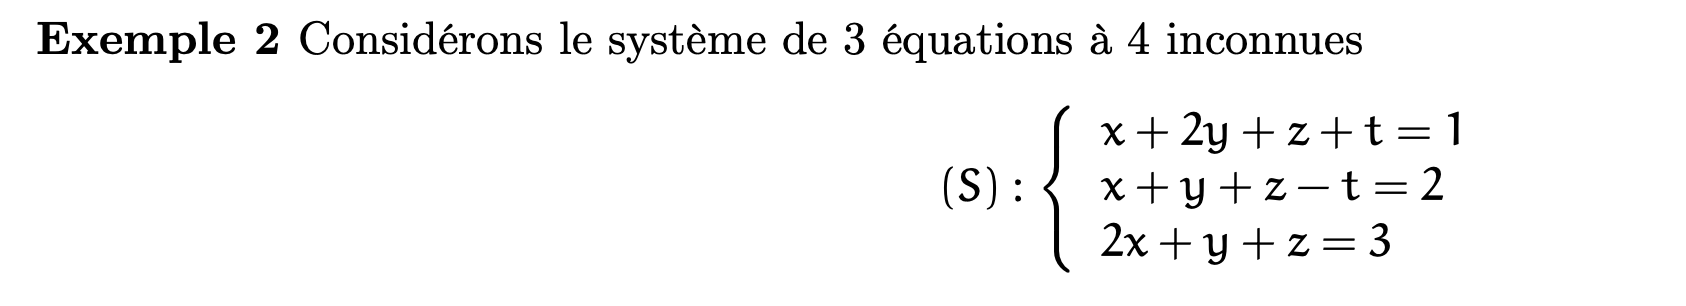 Exemple 2 Considérons le système de 3 équations à 4 inconnues
x + 2y + z + t = 1
(S) : { x + y + z − t = 2
2x + y + z = 3